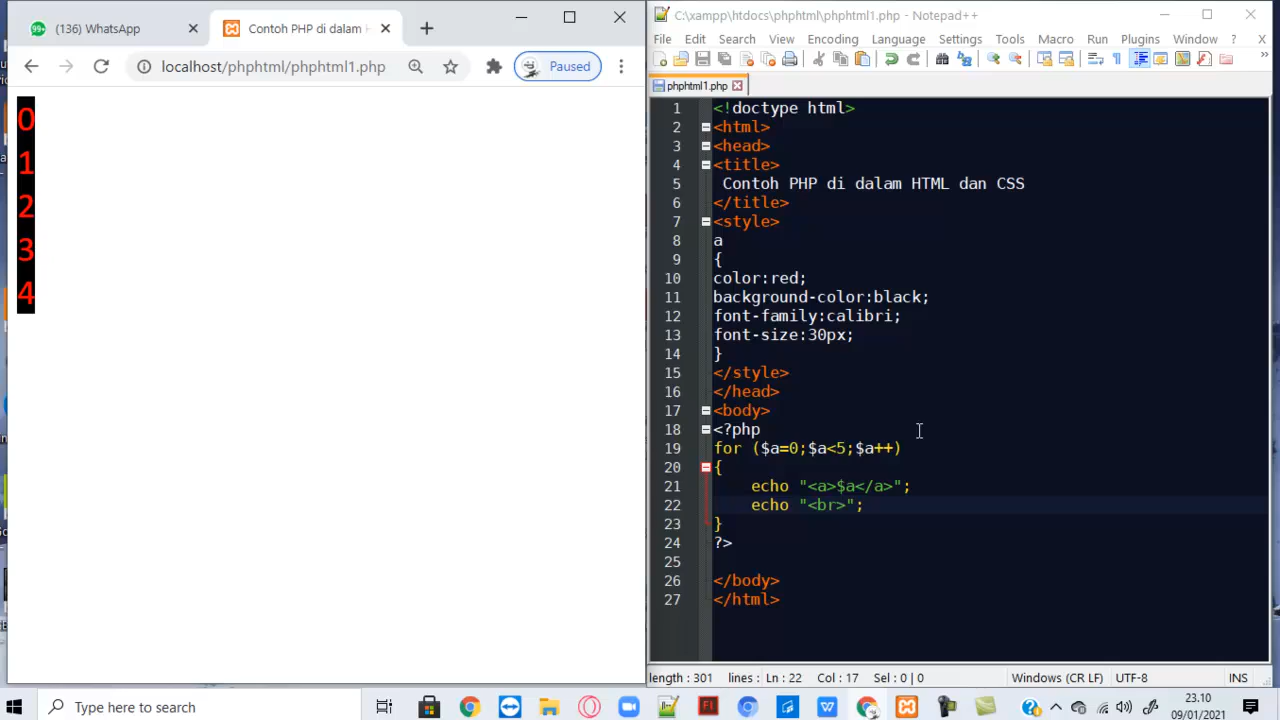 99+ (136) WhatsApp
Contoh PHP di dalam H
localhost/phphtml/phphtml1.php
Paused
0
1
2
3
4
C:\xampp\htdocs\phphtml\phphtml1.php - Notepad++
File Edit Search View Encoding Language Settings Tools Macro Run Plugins Window ? X
phphtml1.php
1 <!doctype html>
2 <html>
3 <head>
4 <title>
5 Contoh PHP di dalam HTML dan CSS
6 </title>
7 <style>
8 a
9 {
10 color:red;
11 background-color:black;
12 font-family:calibri;
13 font-size:30px;
14 }
15 </style>
16 </head>
17 <body>
18 <?php
19 for ($a=0;$a<5;$a++)
20 {
21 echo "<a>$a</a>";
22 echo "<br>";
23 }
24 ?>
25
26 </body>
27 </html>
length : 301 lines : Ln : 22 Col : 17 Sel : 0 | 0 Windows (CR LF) UTF-8 INS
Type here to search
23.10
09/01/2021